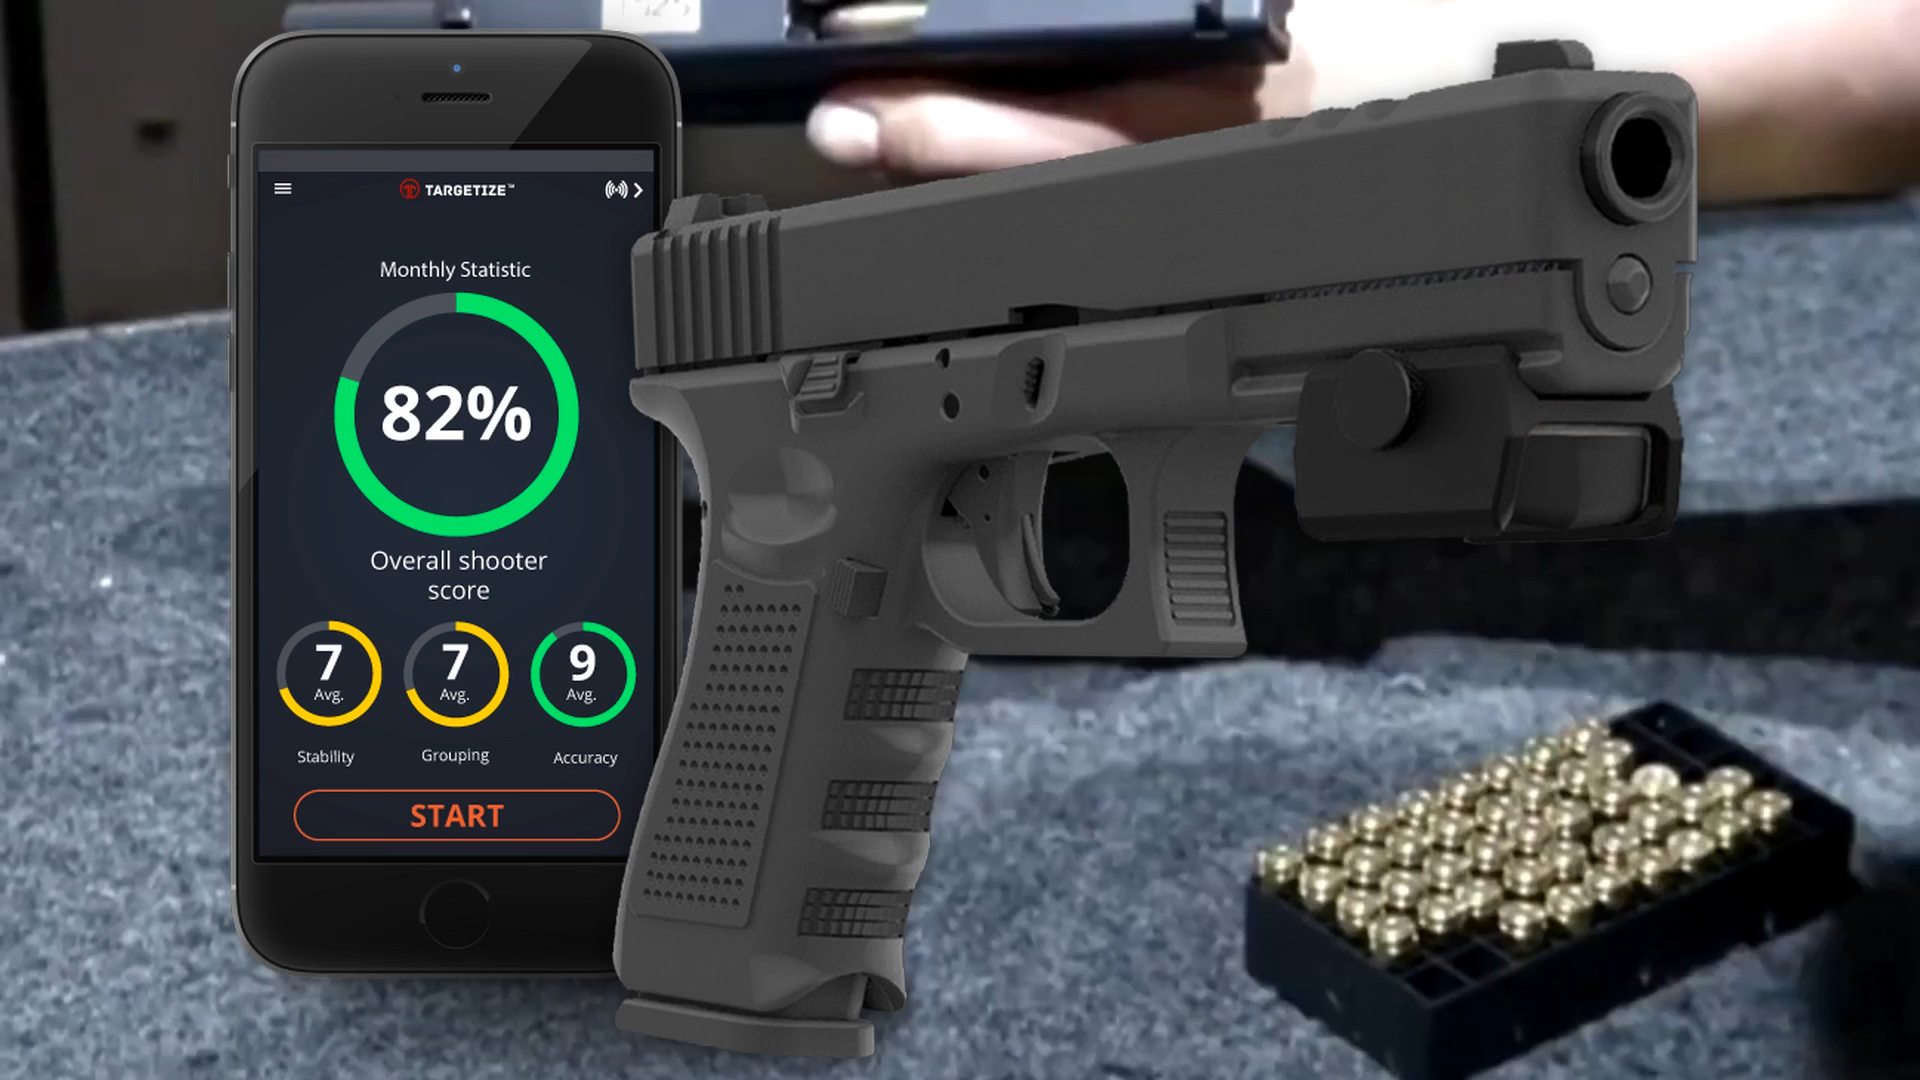 TARGETIZE™
Monthly Statistic
82%
Overall shooter
score
7
Avg.
7
Avg.
9
Avg.
Stability
Grouping
Accuracy
START